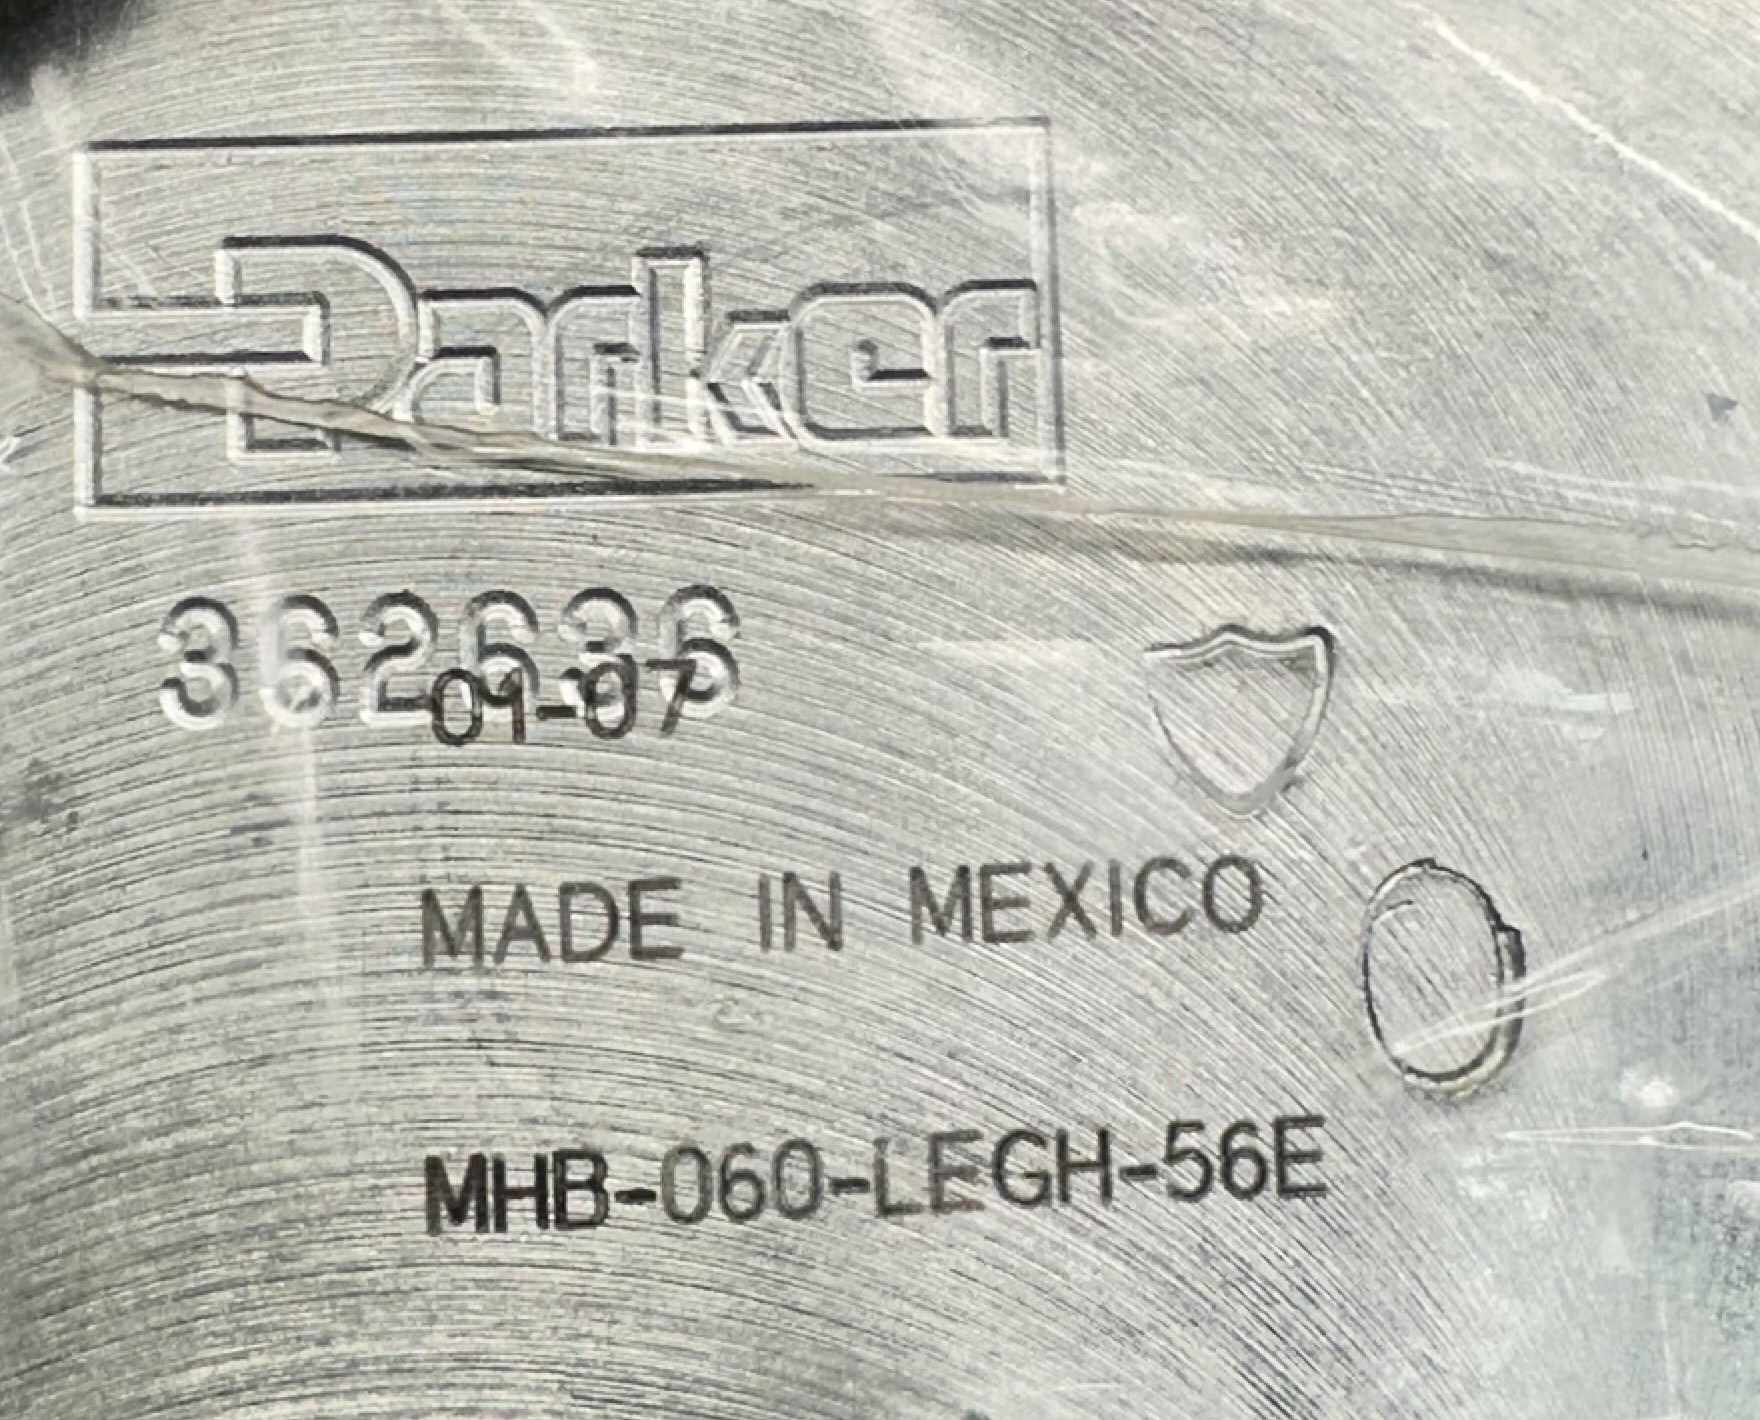 Parker
362636
01-07
MADE IN MEXICO
MHB-060-LEGH-56E